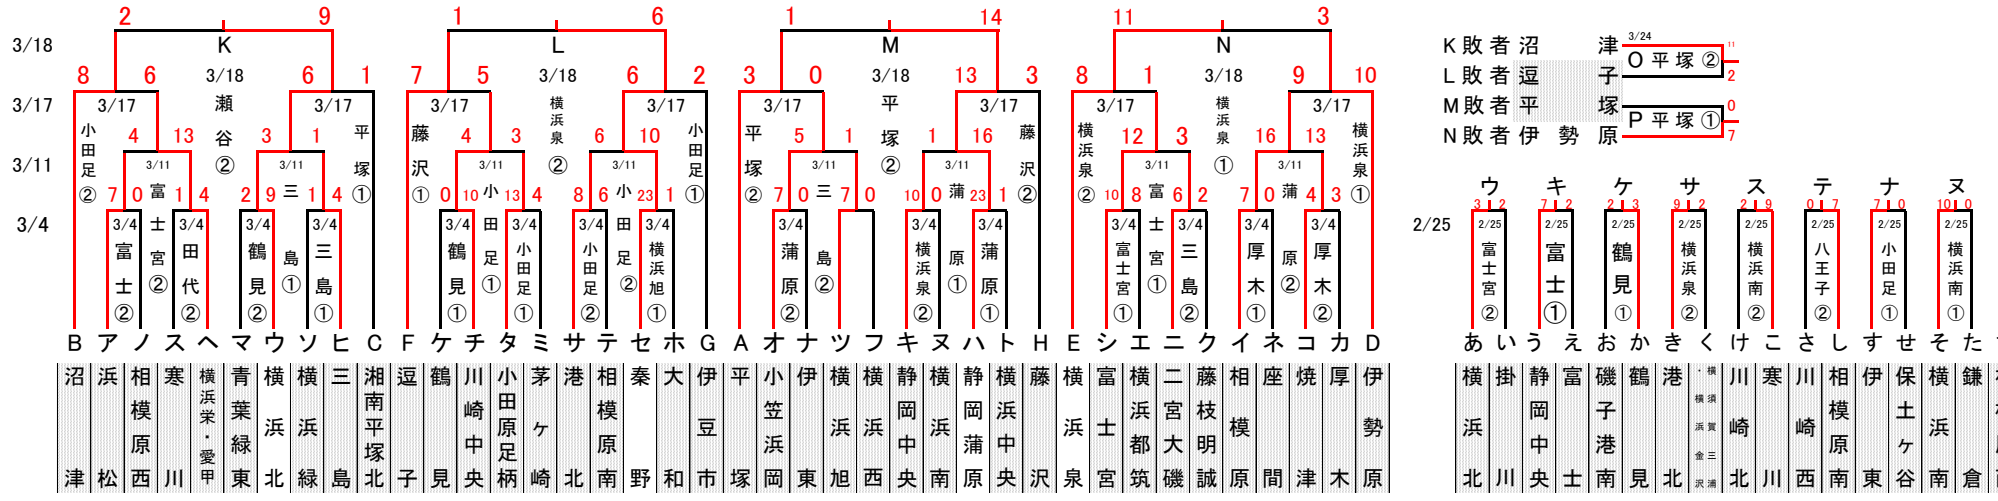 2 9 1 6 1 14 11 3
3/18 K L M N
8 6 3/18 6 1 7 5 3/18 6 2 3 0 3/18 13 3 8 1 3/18 9 10
3/17 3/17 3/17 3/17 3/17 3/17 3/17 3/17 3/17
小田足② 瀬谷② 平塚① 藤沢① 横浜泉② 小田足① 平塚② 平塚② 藤沢② 横浜泉② 横浜泉① 横浜泉①
4 13 3 1 4 3 6 10 5 1 1 16 12 3 16 13
3/11 3/11 3/11 3/11 3/11 3/11 3/11 3/11 3/11
富士宮② 三島① 小田足① 小田足② 三島② 蒲原① 富士宮① 蒲原②
7 0 1 4 2 9 1 4 0 10 13 4 8 6 23 1 7 0 7 0 10 0 23 1 10 8 6 2 7 0 4 3
3/4 3/4 3/4 3/4 3/4 3/4 3/4 3/4 3/4 3/4 3/4 3/4 3/4 3/4 3/4 3/4
富士② 田代② 鶴見② 三島① 鶴見① 小田足① 小田足② 横浜旭① 蒲原② 横浜泉② 蒲原① 富士宮① 三島② 厚木① 厚木②
B ア ノ ス ヘ マ ウ ソ ヒ C F ケ チ タ ミ サ テ セ ホ G A オ ナ ツ フ キ ヌ ハ ト H E シ エ ニ ク イ ネ コ カ D
沼津
浜松
相模原西
寒川
横浜栄・愛甲
青葉緑東
横浜北
横浜緑
三島
湘南平塚北
逗子
鶴見
川崎中央
小田原足柄
茅ヶ崎
港北
相模原南
秦野
大和
伊豆市
平塚
小笠浜岡
伊東
横浜旭
横浜西
静岡中央
横浜南
静岡蒲原
横浜中央
藤沢
横浜泉
富士宮
横浜都筑
二宮大磯
藤枝明誠
相模原
座間
焼津
厚木
伊勢原
K敗者 沼津 3/24 11
O 平塚②
L敗者 逗子 2
M敗者 平塚 0
P 平塚①
N敗者 伊勢原 7
ウ キ ケ サ ス テ ナ ヌ
3 2 7 2 2 3 9 2 2 9 0 7 7 0 10 0
2/25 2/25 2/25 2/25 2/25 2/25 2/25 2/25 2/25
富士宮② 富士① 鶴見① 横浜泉② 横浜南② 八王子② 小田足① 横浜南①
あ い う え お か き く け こ さ し す せ そ た
横浜北
掛川
静岡中央
富士
磯子港南
鶴見
港北
横須賀三浦・横浜金沢
川崎北
寒川
川崎西
相模原南
伊東
保土ヶ谷
横浜南
鎌倉